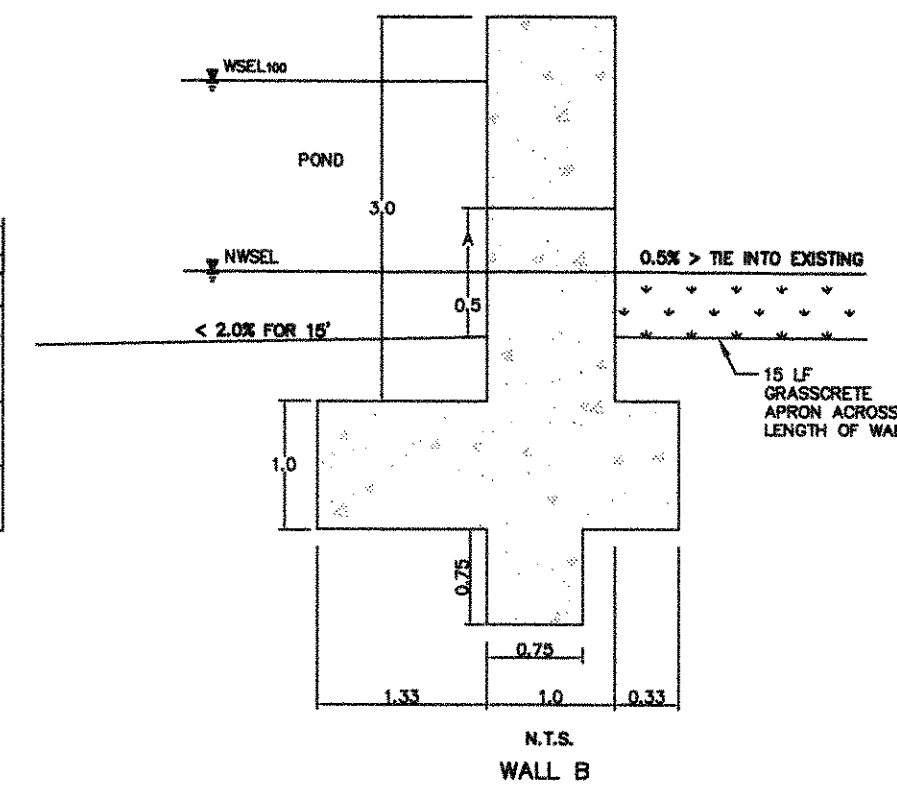 WSEL100
POND
3.0
A
NWSEL
0.5% > TIE INTO EXISTING
0.5
< 2.0% FOR 15'
15 LF
GRASSCRETE
APRON ACROSS
LENGTH OF
1.0
0.75
0.75
1.33
1.0
0.33
N.T.S.
WALL B